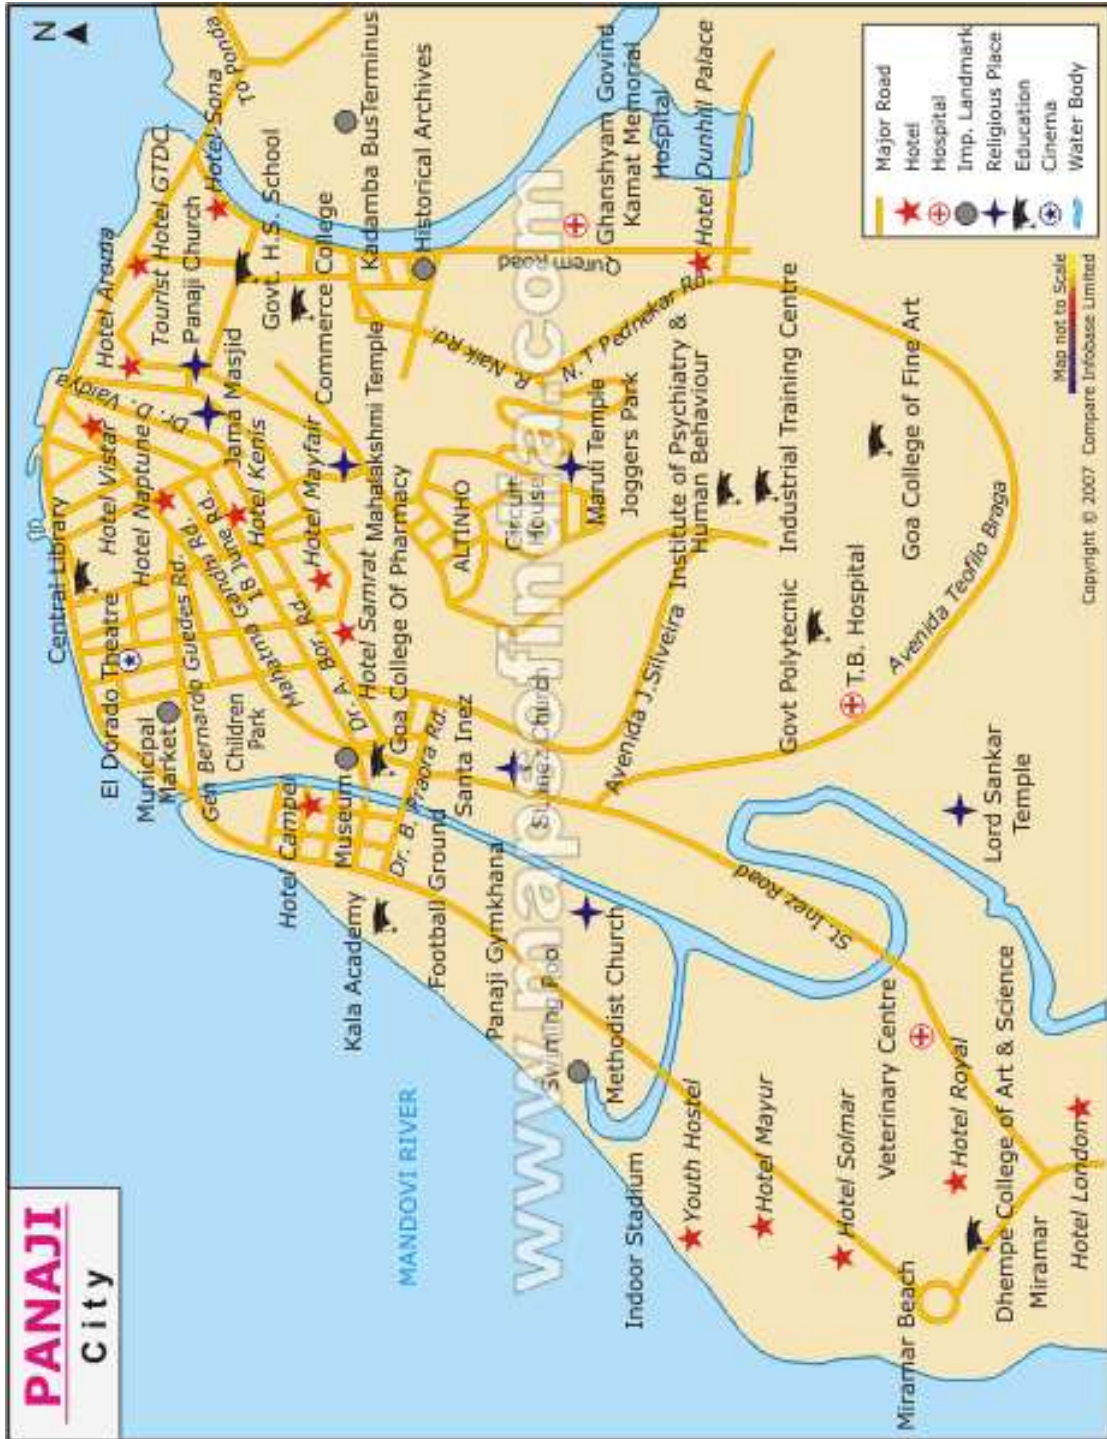 PANAJI
City
N
MANDOVI RIVER
Central Library
El Dorado Theatre
Municipal
Market
Gen Bernardo Guedes Rd.
Children
Park
Hotel Vistar
Hotel Neptune
Mahatma Gandhi Rd.
18 June Rd.
Dr. A. Bor. Rd.
Hotel Aroma
Dr. D. Vaidya
Tourist Hotel GTDC
Panaji Church
Hotel Sona
To Ponda
Jama Masjid
Hotel Kenis
Hotel Mayfair
Govt. H.S. School
Commerce College
Kadamba BusTerminus
Historical Archives
Mahalakshmi Temple
Hotel Samrat
Goa College Of Pharmacy
Hotel Campel
Museum
Dr. B. Praora Rd.
Kala Academy
Football Ground
Santa Inez
Panaji Gymkhana
St. Inez Church
Swimming Pool
Methodist Church
ALTINHO
Circuit
House
Maruti Temple
Joggers Park
R. Naik Rd.
N. T Pednekar Rd.
Qurem Road
Ghanshyam Govind
Kamat Memorial
Hospital
Hotel Dunhill Palace
Institute of Psychiatry &
Human Behaviour
Industrial Training Centre
Avenida J.Silveira
Govt Polytecnic
T.B. Hospital
Goa College of Fine Art
Avenida Teofilo Braga
St. Inez Road
Lord Sankar
Temple
Indoor Stadium
Youth Hostel
Hotel Mayur
Hotel Solmar
Veterinary Centre
Hotel Royal
Miramar Beach
Dhempe College of Art & Science
Miramar
Hotel London
www.mapsofindia.com
Major Road
Hotel
Hospital
Imp. Landmark
Religious Place
Education
Cinema
Water Body
Map not to Scale
Copyright © 2007 Compare Infobase Limited